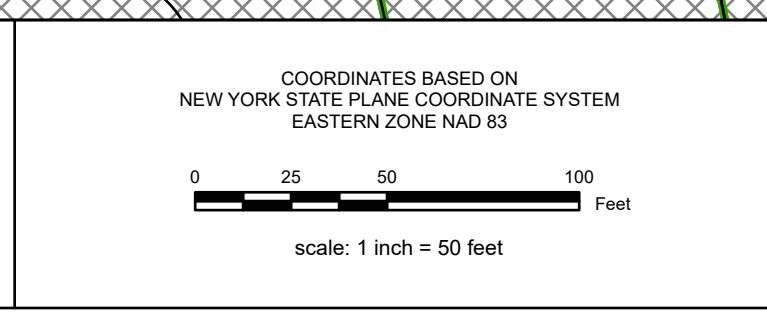 COORDINATES BASED ON
NEW YORK STATE PLANE COORDINATE SYSTEM
EASTERN ZONE NAD 83
0 25 50 100
Feet
scale: 1 inch = 50 feet